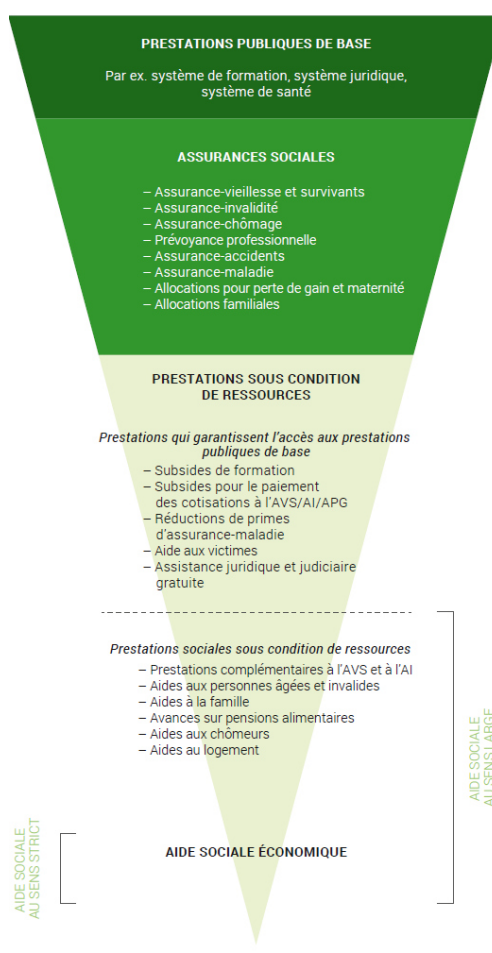 PRESTATIONS PUBLIQUES DE BASE
Par ex. système de formation, système juridique,
système de santé
ASSURANCES SOCIALES
– Assurance-vieillesse et survivants
– Assurance-invalidité
– Assurance-chômage
– Prévoyance professionnelle
– Assurance-accidents
– Assurance-maladie
– Allocations pour perte de gain et maternité
– Allocations familiales
PRESTATIONS SOUS CONDITION
DE RESSOURCES
Prestations qui garantissent l'accès aux prestations
publiques de base
– Subsides de formation
– Subsides pour le paiement
des cotisations à l'AVS/AI/APG
– Réductions de primes
d'assurance-maladie
– Aide aux victimes
– Assistance juridique et judiciaire
gratuite
Prestations sociales sous condition de ressources
– Prestations complémentaires à l'AVS et à l'AI
– Aides aux personnes âgées et invalides
– Aides à la famille
– Avances sur pensions alimentaires
– Aides aux chômeurs
– Aides au logement
AIDE SOCIALE
AU SENS LARGE
AIDE SOCIALE
AU SENS STRICT
AIDE SOCIALE ÉCONOMIQUE